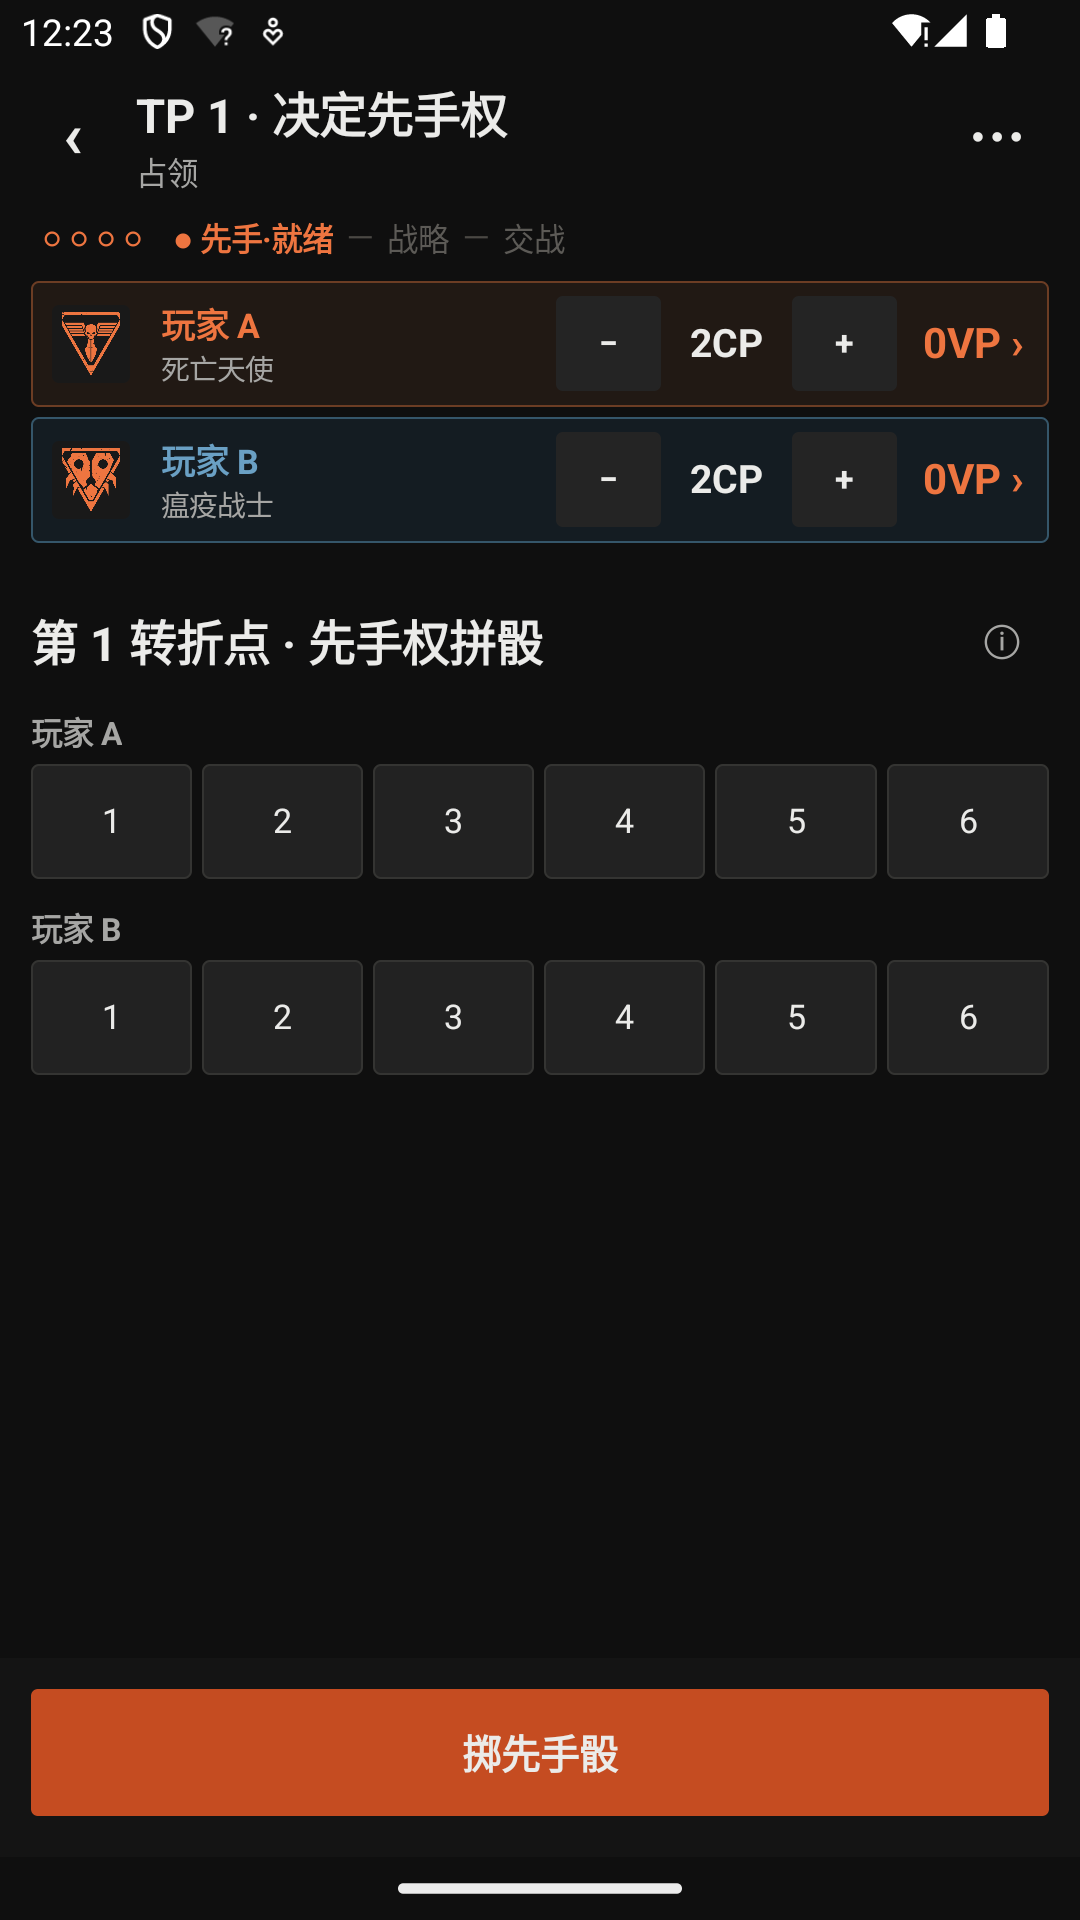 12:23
TP 1 · 决定先手权
占领
先手·就绪 — 战略 — 交战
玩家 A
死亡天使
− 2CP + 0VP ›
玩家 B
瘟疫战士
− 2CP + 0VP ›
第 1 转折点 · 先手权拼骰
玩家 A
1 2 3 4 5 6
玩家 B
1 2 3 4 5 6
掷先手骰